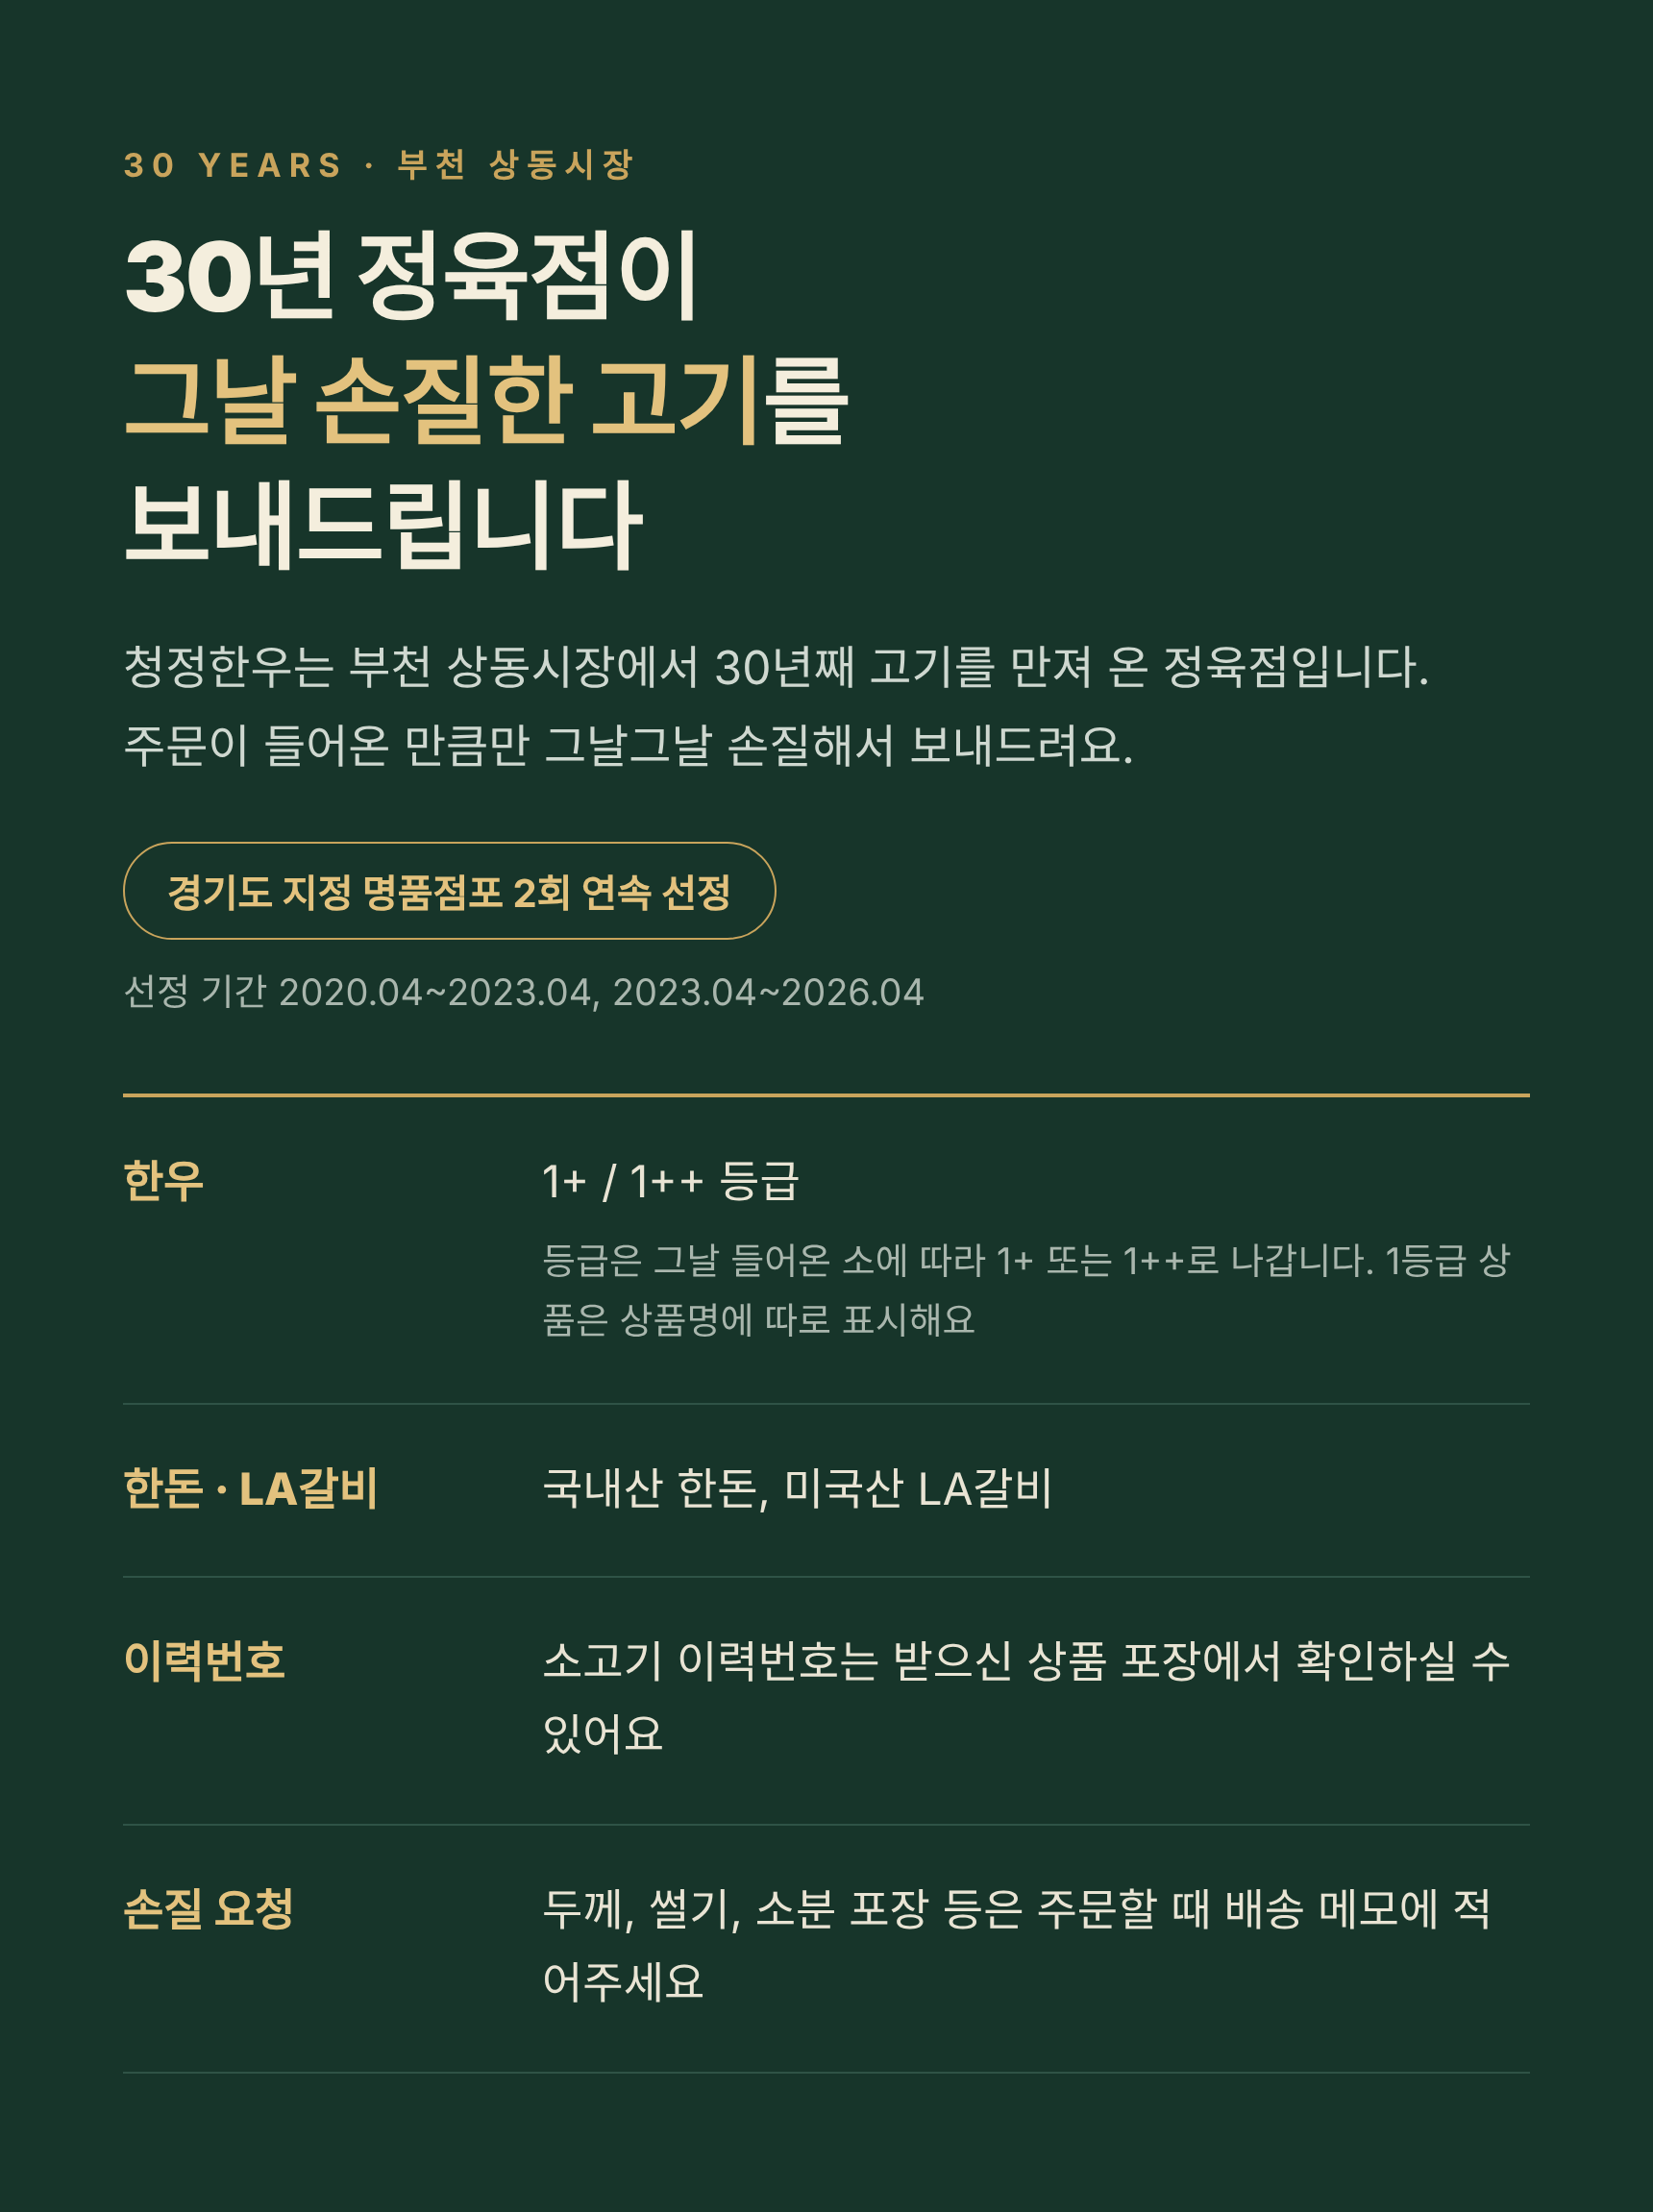 30 YEARS · 부천 상동시장
30년 정육점이
그날 손질한 고기를
보내드립니다
청정한우는 부천 상동시장에서 30년째 고기를 만져 온 정육점입니다.
주문이 들어온 만큼만 그날그날 손질해서 보내드려요.
경기도 지정 명품점포 2회 연속 선정
선정 기간 2020.04~2023.04, 2023.04~2026.04
한우
1+ / 1++ 등급
등급은 그날 들어온 소에 따라 1+ 또는 1++로 나갑니다. 1등급 상
품은 상품명에 따로 표시해요
한돈 · LA갈비
국내산 한돈, 미국산 LA갈비
이력번호
소고기 이력번호는 받으신 상품 포장에서 확인하실 수
있어요
손질 요청
두께, 썰기, 소분 포장 등은 주문할 때 배송 메모에 적
어주세요